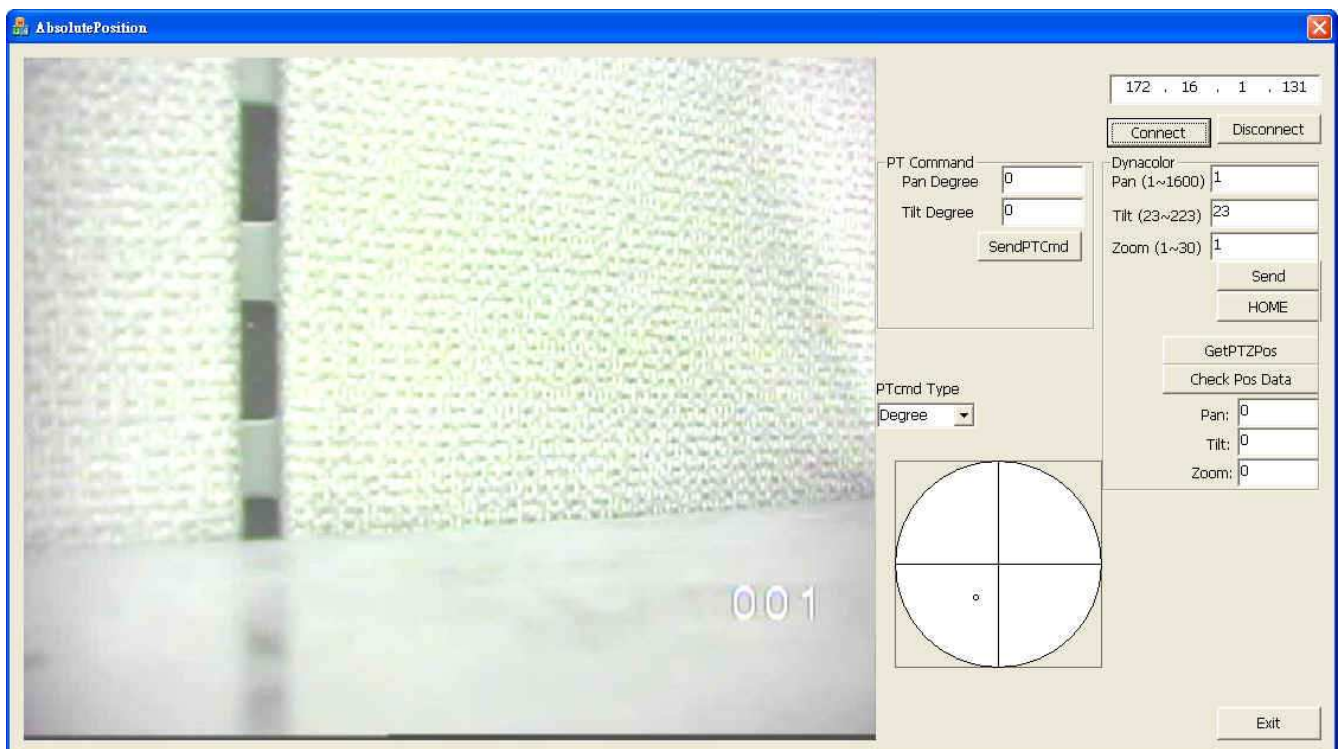 AbsolutePosition
172 . 16 . 1 . 131
Connect Disconnect
PT Command
Pan Degree 0
Tilt Degree 0
SendPTCmd
Dynacolor
Pan (1~1600) 1
Tilt (23~223) 23
Zoom (1~30) 1
Send
HOME
GetPTZPos
Check Pos Data
Pan: 0
Tilt: 0
Zoom: 0
PTcmd Type
Degree
001
Exit